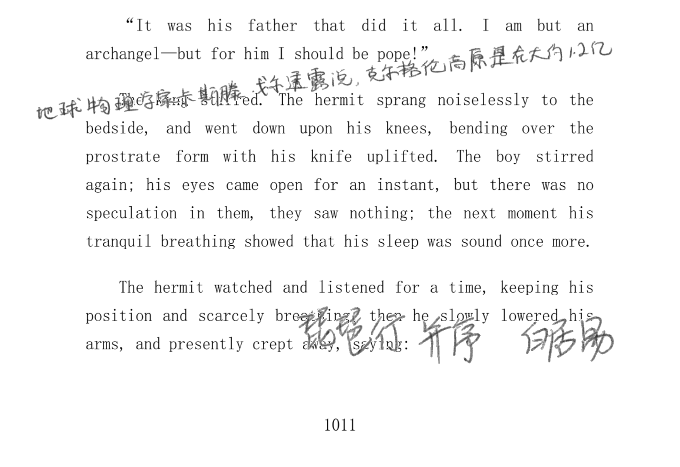 “It was his father that did it all. I am but an
archangel—but for him I should be pope!”
地球物理学家卡斯滕 戈尔透露说,克尔格伦高原是在大约1.2亿
The king stirred. The hermit sprang noiselessly to the
bedside, and went down upon his knees, bending over the
prostrate form with his knife uplifted. The boy stirred
again; his eyes came open for an instant, but there was no
speculation in them, they saw nothing; the next moment his
tranquil breathing showed that his sleep was sound once more.
The hermit watched and listened for a time, keeping his
position and scarcely breathing; then he slowly lowered his
琵琶行 并序 白居易
arms, and presently crept away, saying:
1011